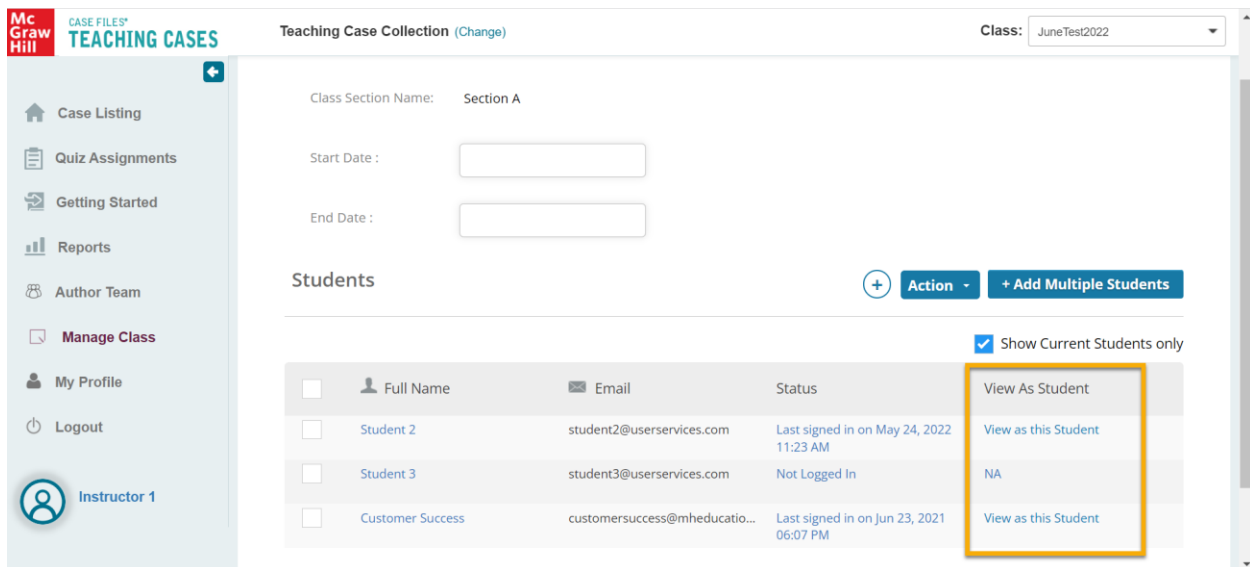 Mc
Graw
Hill
CASE FILES®
TEACHING CASES
Teaching Case Collection (Change)
Class: JuneTest2022
Case Listing
Quiz Assignments
Getting Started
Reports
Author Team
Manage Class
My Profile
Logout
Instructor 1
Class Section Name: Section A
Start Date :
End Date :
Students
+ Action + Add Multiple Students
Show Current Students only
Full Name Email Status View As Student
Student 2 student2@userservices.com Last signed in on May 24, 2022 View as this Student
11:23 AM
Student 3 student3@userservices.com Not Logged In NA
Customer Success customersuccess@mheducatio... Last signed in on Jun 23, 2021 View as this Student
06:07 PM